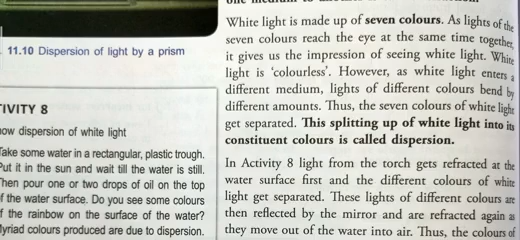 11.10 Dispersion of light by a prism
TIVITY 8
how dispersion of white light
Take some water in a rectangular, plastic trough.
Put it in the sun and wait till the water is still.
Then pour one or two drops of oil on the top
of the water surface. Do you see some colours
of the rainbow on the surface of the water?
Myriad colours produced are due to dispersion.
White light is made up of seven colours. As lights of the
seven colours reach the eye at the same time together,
it gives us the impression of seeing white light. White
light is 'colourless'. However, as white light enters a
different medium, lights of different colours bend by
different amounts. Thus, the seven colours of white light
get separated. This splitting up of white light into its
constituent colours is called dispersion.
In Activity 8 light from the torch gets refracted at the
water surface first and the different colours of white
light get separated. These lights of different colours are
then reflected by the mirror and are refracted again as
they move out of the water into air. Thus, the colours of